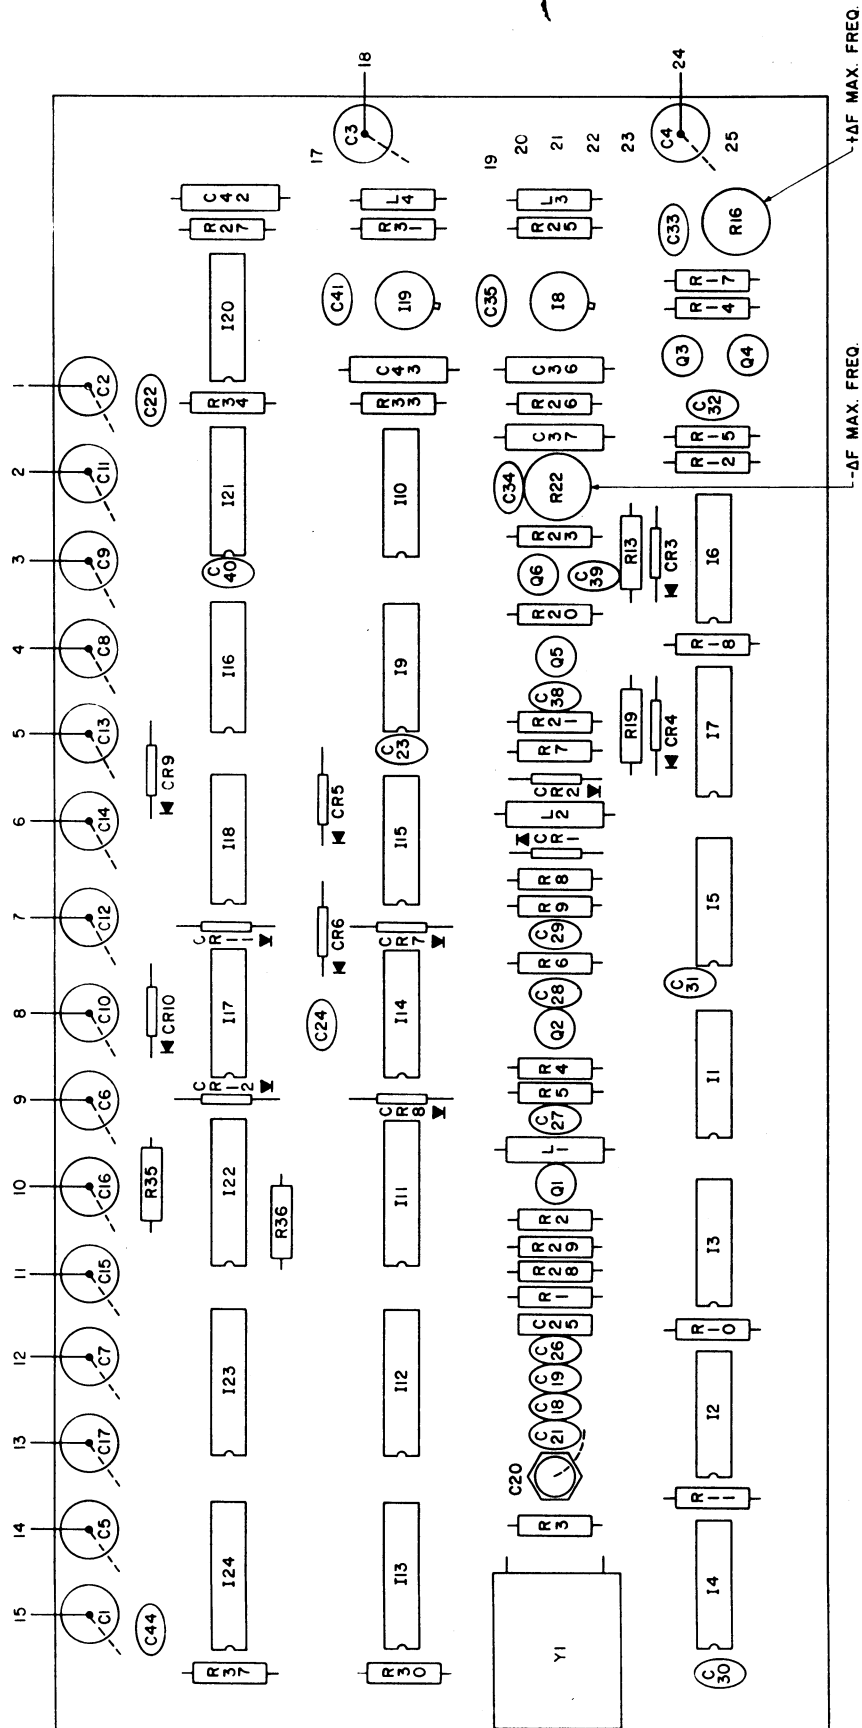 +ΔF MAX. FREQ.
-ΔF MAX. FREQ.
18
24
C3
C4
17
19
20
21
22
23
25
C42
R27
L4
R31
L3
R25
C33
R16
I20
C41
I19
C35
I8
R17
R14
Q3
Q4
1
C2
C22
R34
C43
R33
C36
R26
C37
C32
R15
R12
2
C11
I21
I10
C34
R22
R23
3
C9
C40
Q6
C39
R13
CR3
I6
R20
4
C8
I16
I9
Q5
R18
C38
R21
R19
CR4
I7
5
C13
CR9
C23
R7
CR2
CR5
6
C14
I18
I15
L2
CR1
R8
R9
I5
7
C12
CR11
CR6
CR7
C29
R6
C31
8
C10
CR10
I17
C24
I14
C28
Q2
I1
9
C6
CR12
CR8
R4
R5
C27
L1
10
C16
R35
I22
R36
I11
Q1
R2
R29
R28
R1
I3
11
C15
C25
R10
12
C7
I23
I12
C26
C19
C18
C21
I2
13
C17
C20
R11
14
C5
I24
I13
R3
I4
15
C1
C44
Y1
R37
R30
C30